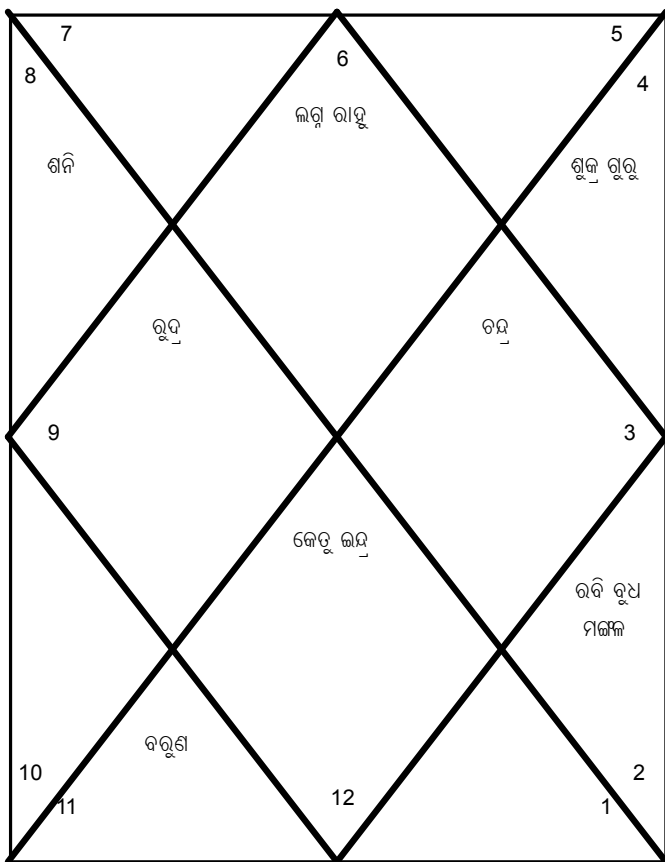 7
5
6
8
4
ଲଗ୍ନ ରାହୁ
ଶନି
ଶୁକ୍ର ଗୁରୁ
ରୁଦ୍ର
ଚନ୍ଦ୍ର
9
3
କେତୁ ଇନ୍ଦ୍ର
ରବି ବୁଧ
ମଙ୍ଗଳ
ବରୁଣ
10
2
12
11
1